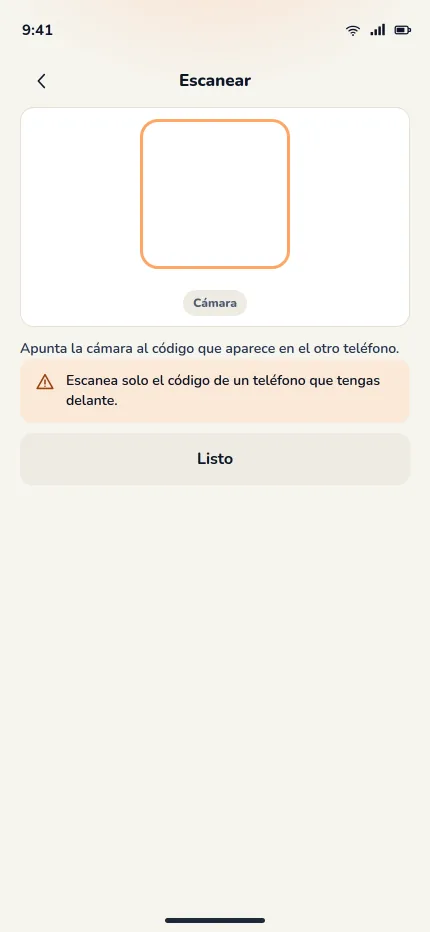 9:41
Escanear
Cámara
Apunta la cámara al código que aparece en el otro teléfono.
Escanea solo el código de un teléfono que tengas
delante.
Listo